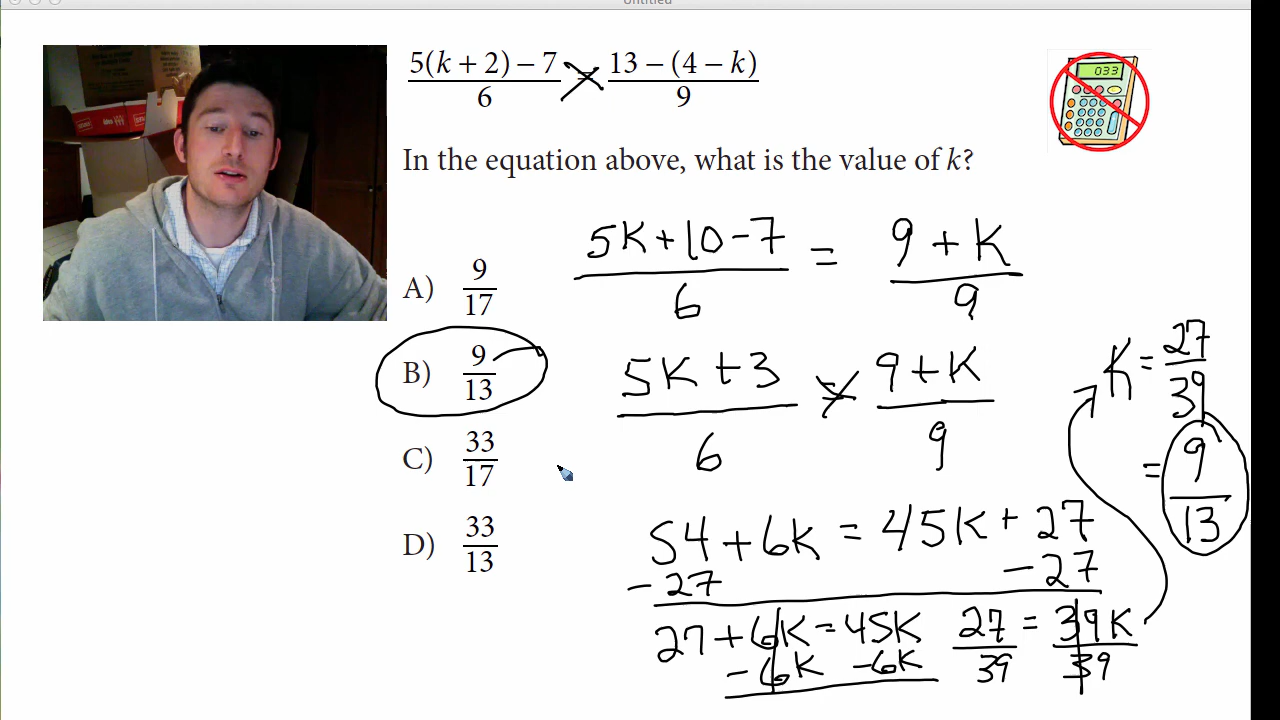 Untitled
5(k + 2) − 7 / 6 = 13 − (4 − k) / 9
033
In the equation above, what is the value of k?
A) 9/17
B) 9/13
C) 33/17
D) 33/13
5K+10-7 / 6 = 9+K / 9
5K+3 / 6 = 9+K / 9
54+6K = 45K+27
-27 -27
27+6K=45K
-6K -6K
27/39 = 39K/39
K = 27/39
= 9/13